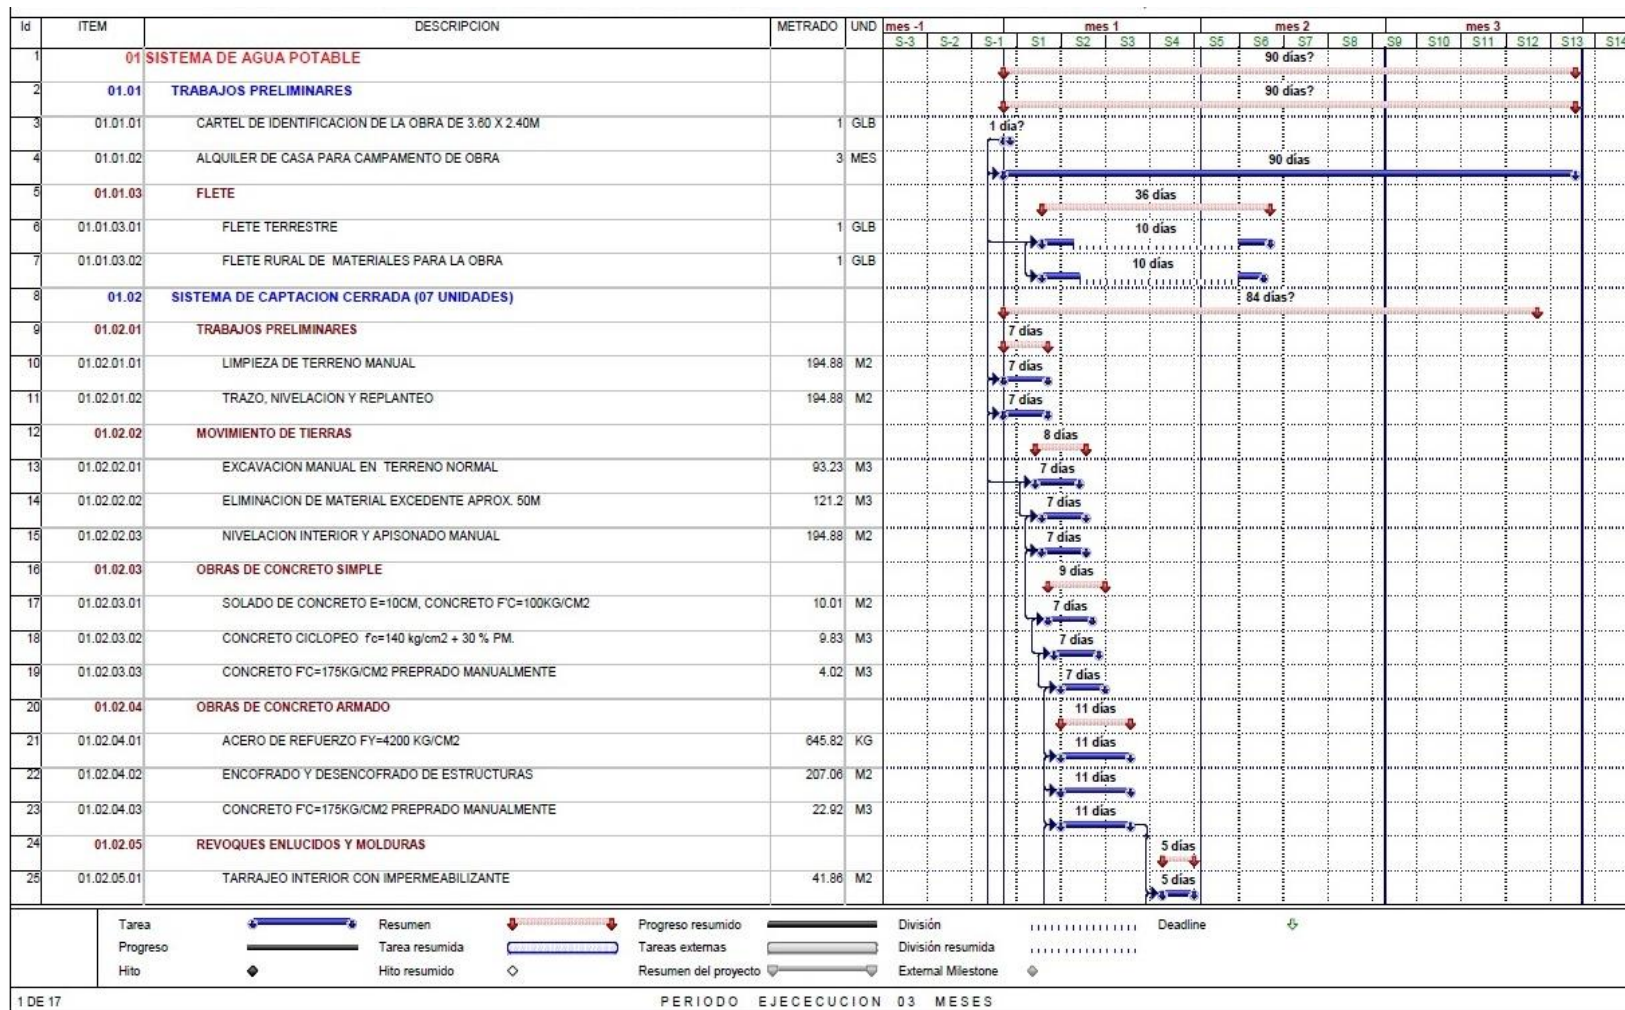 Id ITEM DESCRIPCION METRADO UND mes -1 mes 1 mes 2 mes 3
S-3 S-2 S-1 S1 S2 S3 S4 S5 S6 S7 S8 S9 S10 S11 S12 S13 S14
1 01 SISTEMA DE AGUA POTABLE 90 días?
2 01.01 TRABAJOS PRELIMINARES 90 días?
3 01.01.01 CARTEL DE IDENTIFICACION DE LA OBRA DE 3.60 X 2.40M 1 GLB 1 día?
4 01.01.02 ALQUILER DE CASA PARA CAMPAMENTO DE OBRA 3 MES 90 días
5 01.01.03 FLETE 36 días
6 01.01.03.01 FLETE TERRESTRE 1 GLB 10 días
7 01.01.03.02 FLETE RURAL DE MATERIALES PARA LA OBRA 1 GLB 10 días
8 01.02 SISTEMA DE CAPTACION CERRADA (07 UNIDADES) 84 días?
9 01.02.01 TRABAJOS PRELIMINARES 7 días
10 01.02.01.01 LIMPIEZA DE TERRENO MANUAL 194.88 M2 7 días
11 01.02.01.02 TRAZO, NIVELACION Y REPLANTEO 194.88 M2 7 días
12 01.02.02 MOVIMIENTO DE TIERRAS 8 días
13 01.02.02.01 EXCAVACION MANUAL EN TERRENO NORMAL 93.23 M3 7 días
14 01.02.02.02 ELIMINACION DE MATERIAL EXCEDENTE APROX. 50M 121.2 M3 7 días
15 01.02.02.03 NIVELACION INTERIOR Y APISONADO MANUAL 194.88 M2 7 días
16 01.02.03 OBRAS DE CONCRETO SIMPLE 9 días
17 01.02.03.01 SOLADO DE CONCRETO E=10CM, CONCRETO F'C=100KG/CM2 10.01 M2 7 días
18 01.02.03.02 CONCRETO CICLOPEO f'c=140 kg/cm2 + 30 % PM. 9.83 M3 7 días
19 01.02.03.03 CONCRETO F'C=175KG/CM2 PREPRADO MANUALMENTE 4.02 M3 7 días
20 01.02.04 OBRAS DE CONCRETO ARMADO 11 días
21 01.02.04.01 ACERO DE REFUERZO FY=4200 KG/CM2 645.82 KG 11 días
22 01.02.04.02 ENCOFRADO Y DESENCOFRADO DE ESTRUCTURAS 207.06 M2 11 días
23 01.02.04.03 CONCRETO F'C=175KG/CM2 PREPRADO MANUALMENTE 22.92 M3 11 días
24 01.02.05 REVOQUES ENLUCIDOS Y MOLDURAS 5 días
25 01.02.05.01 TARRAJEO INTERIOR CON IMPERMEABILIZANTE 41.86 M2 5 días
Tarea Resumen Progreso resumido División Deadline
Progreso Tarea resumida Tareas externas División resumida
Hito Hito resumido Resumen del proyecto External Milestone
1 DE 17 PERIODO EJECECUCION 03 MESES